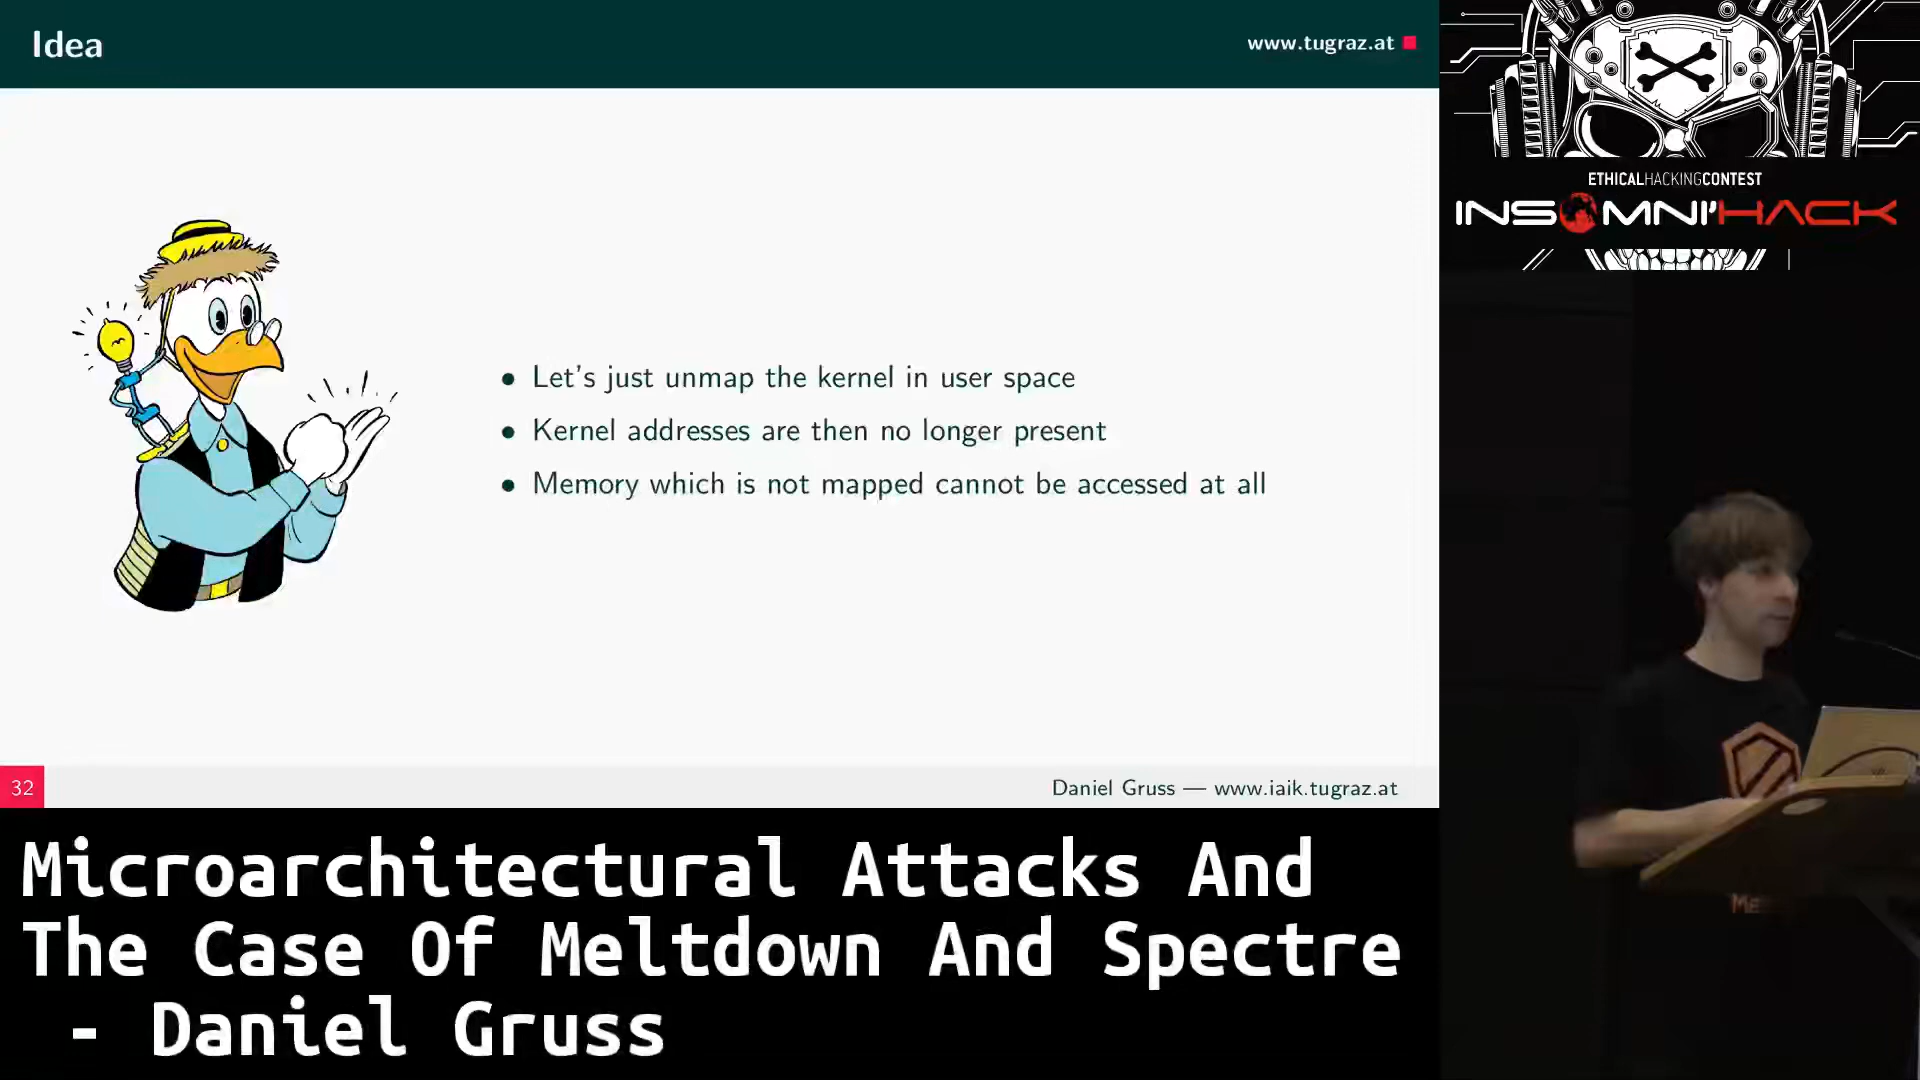 Idea
www.tugraz.at
ETHICALHACKINGCONTEST
INSOMNI'HACK
• Let's just unmap the kernel in user space
• Kernel addresses are then no longer present
• Memory which is not mapped cannot be accessed at all
32
Daniel Gruss — www.iaik.tugraz.at
Microarchitectural Attacks And
The Case Of Meltdown And Spectre
- Daniel Gruss